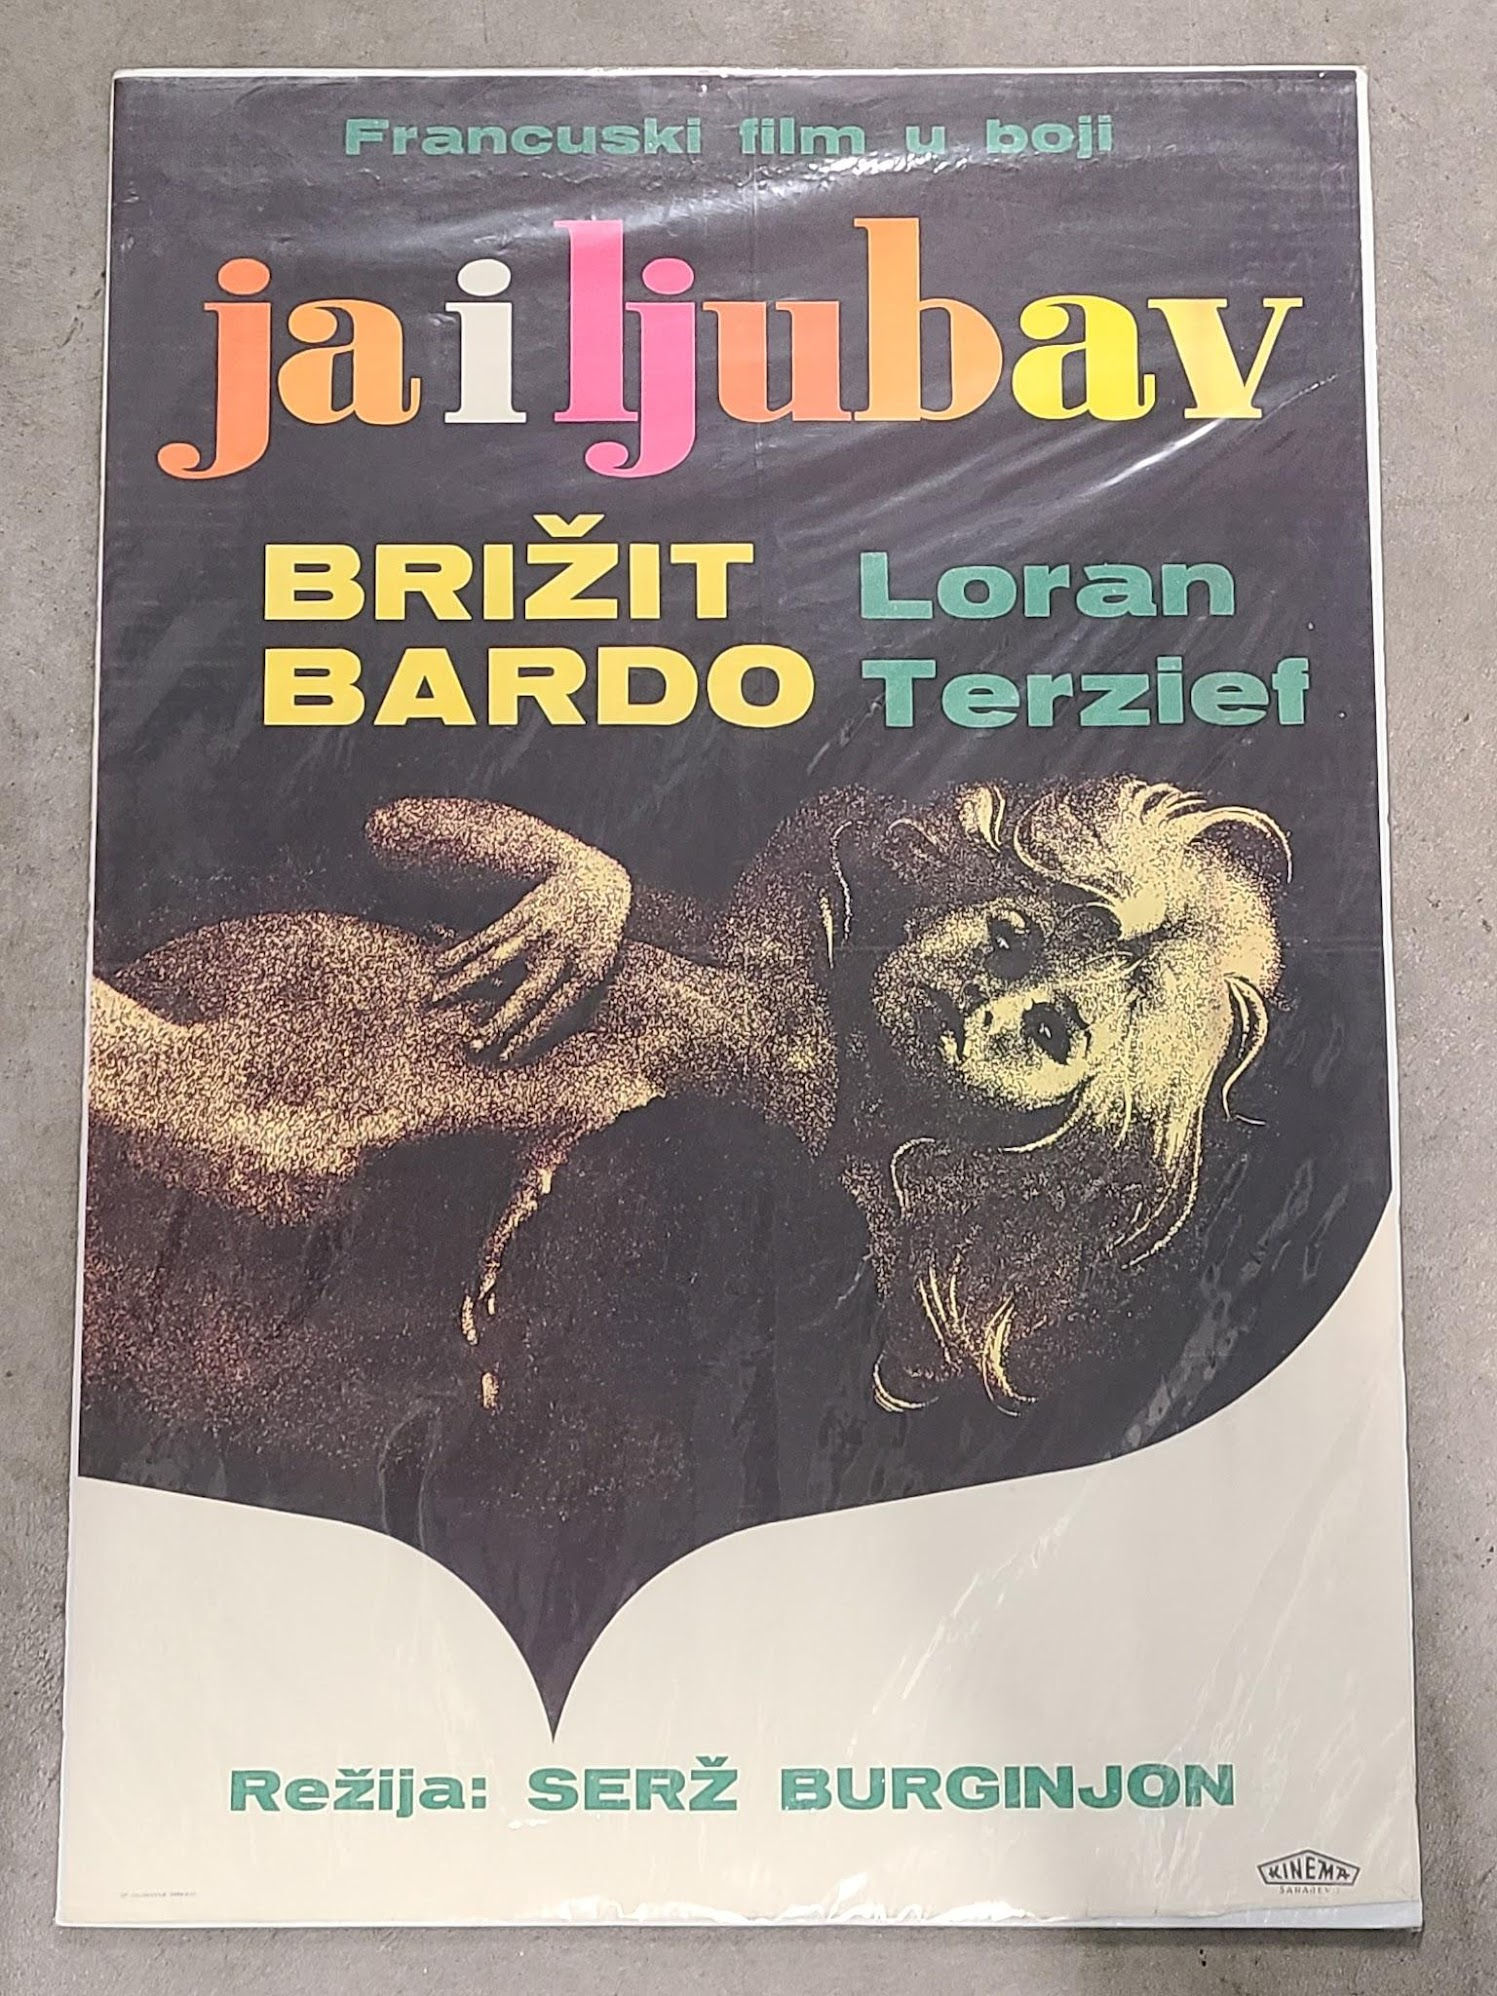 Francuski film u boji
ja i ljubav
BRIŽIT
BARDO
Loran
Terzief
Režija: SERŽ BURGINJON
KINEMA
SARAJEVO